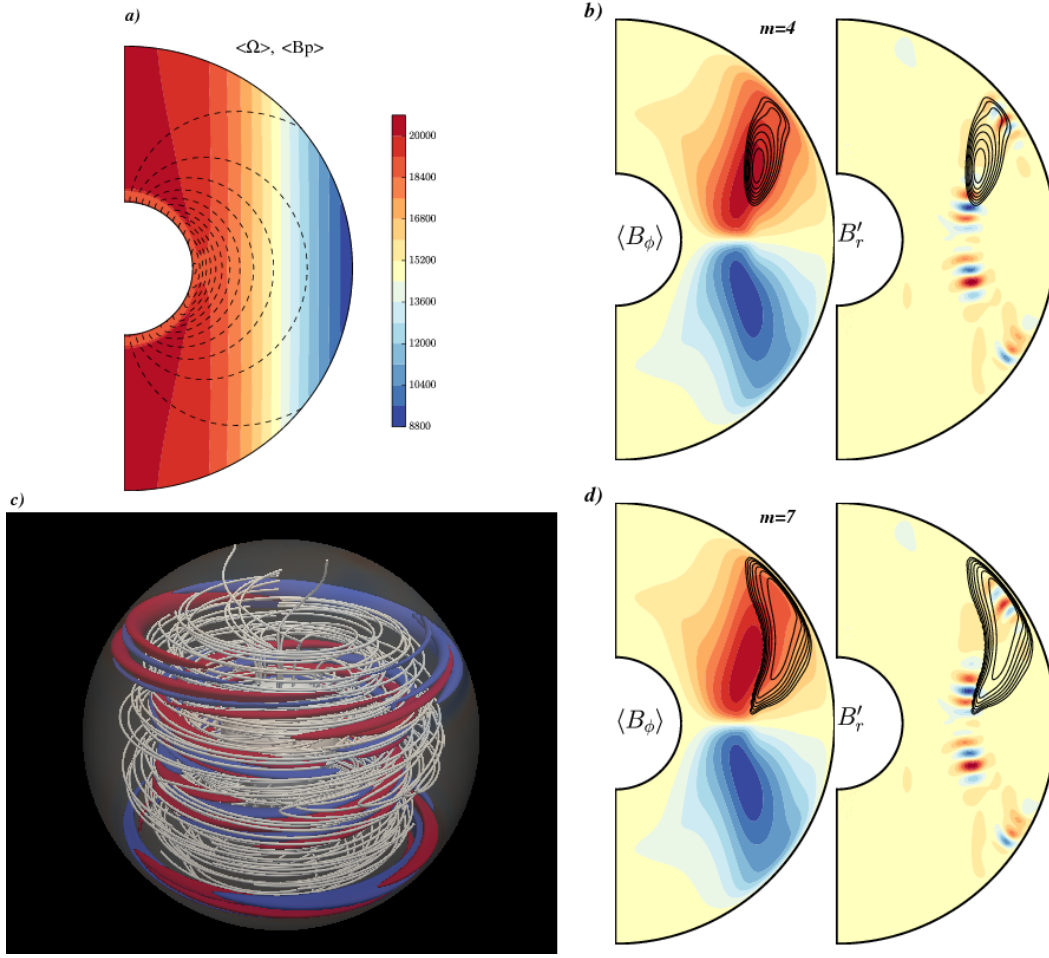 a)
<Ω>, <Bp>
20000
18400
16800
15200
13600
12000
10400
8800
b)
m=4
⟨B_ϕ⟩
B'_r
c)
d)
m=7
⟨B_ϕ⟩
B'_r